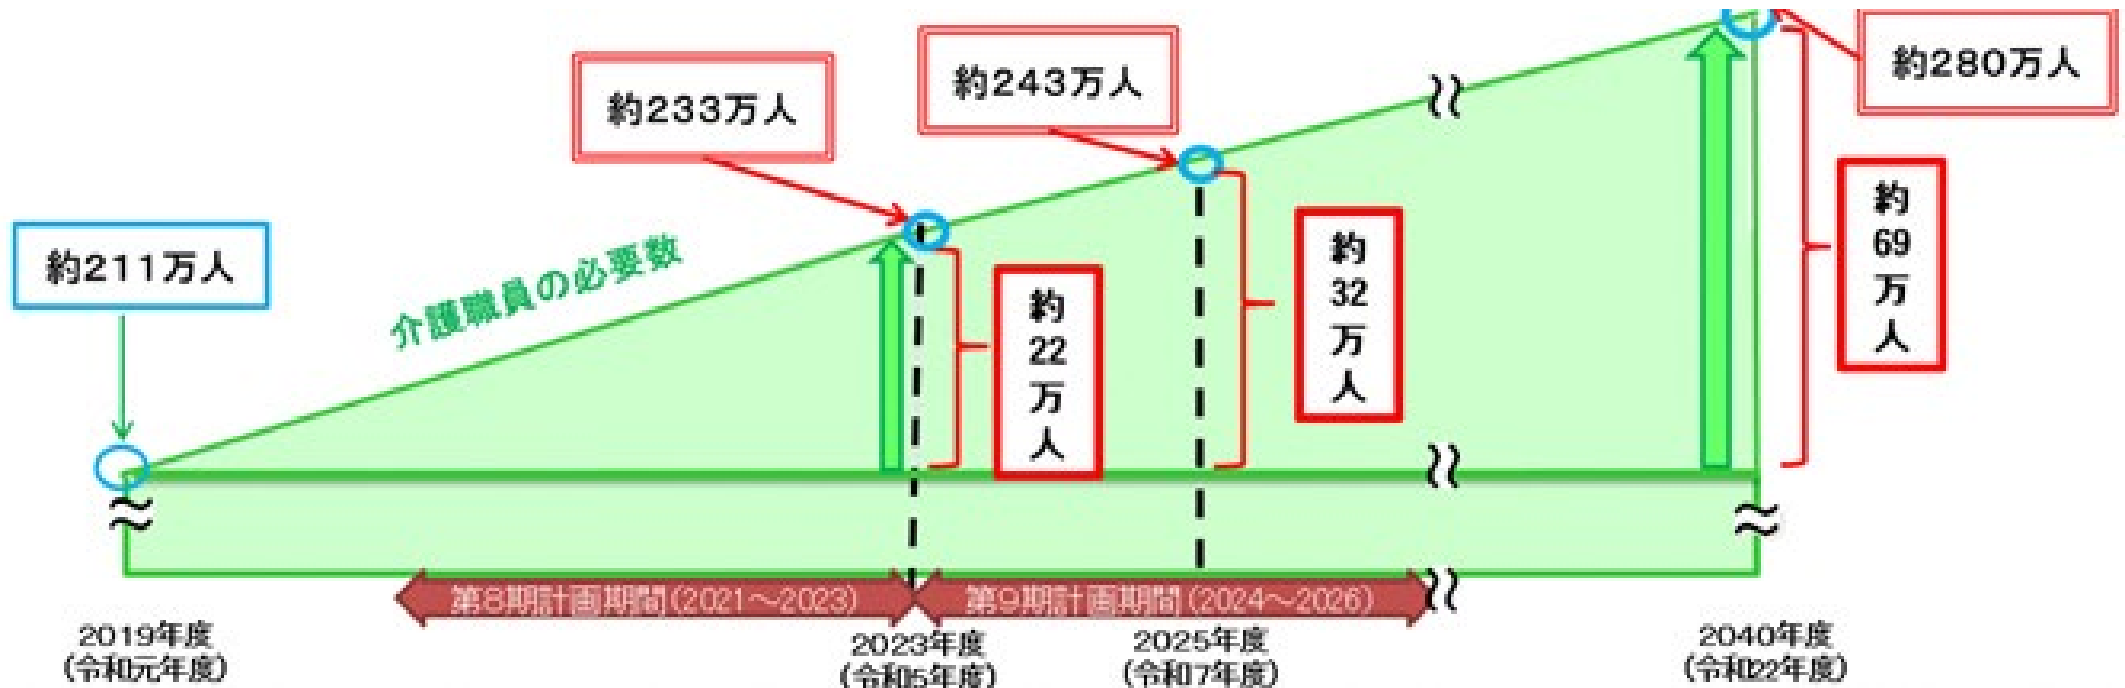 約280万人
約243万人
約233万人
約211万人
介護職員の必要数
約
22
万
人
約
32
万
人
約
69
万
人
第8期計画期間(2021～2023)
第9期計画期間(2024～2026)
2019年度
(令和元年度)
2023年度
(令和5年度)
2025年度
(令和7年度)
2040年度
(令和22年度)